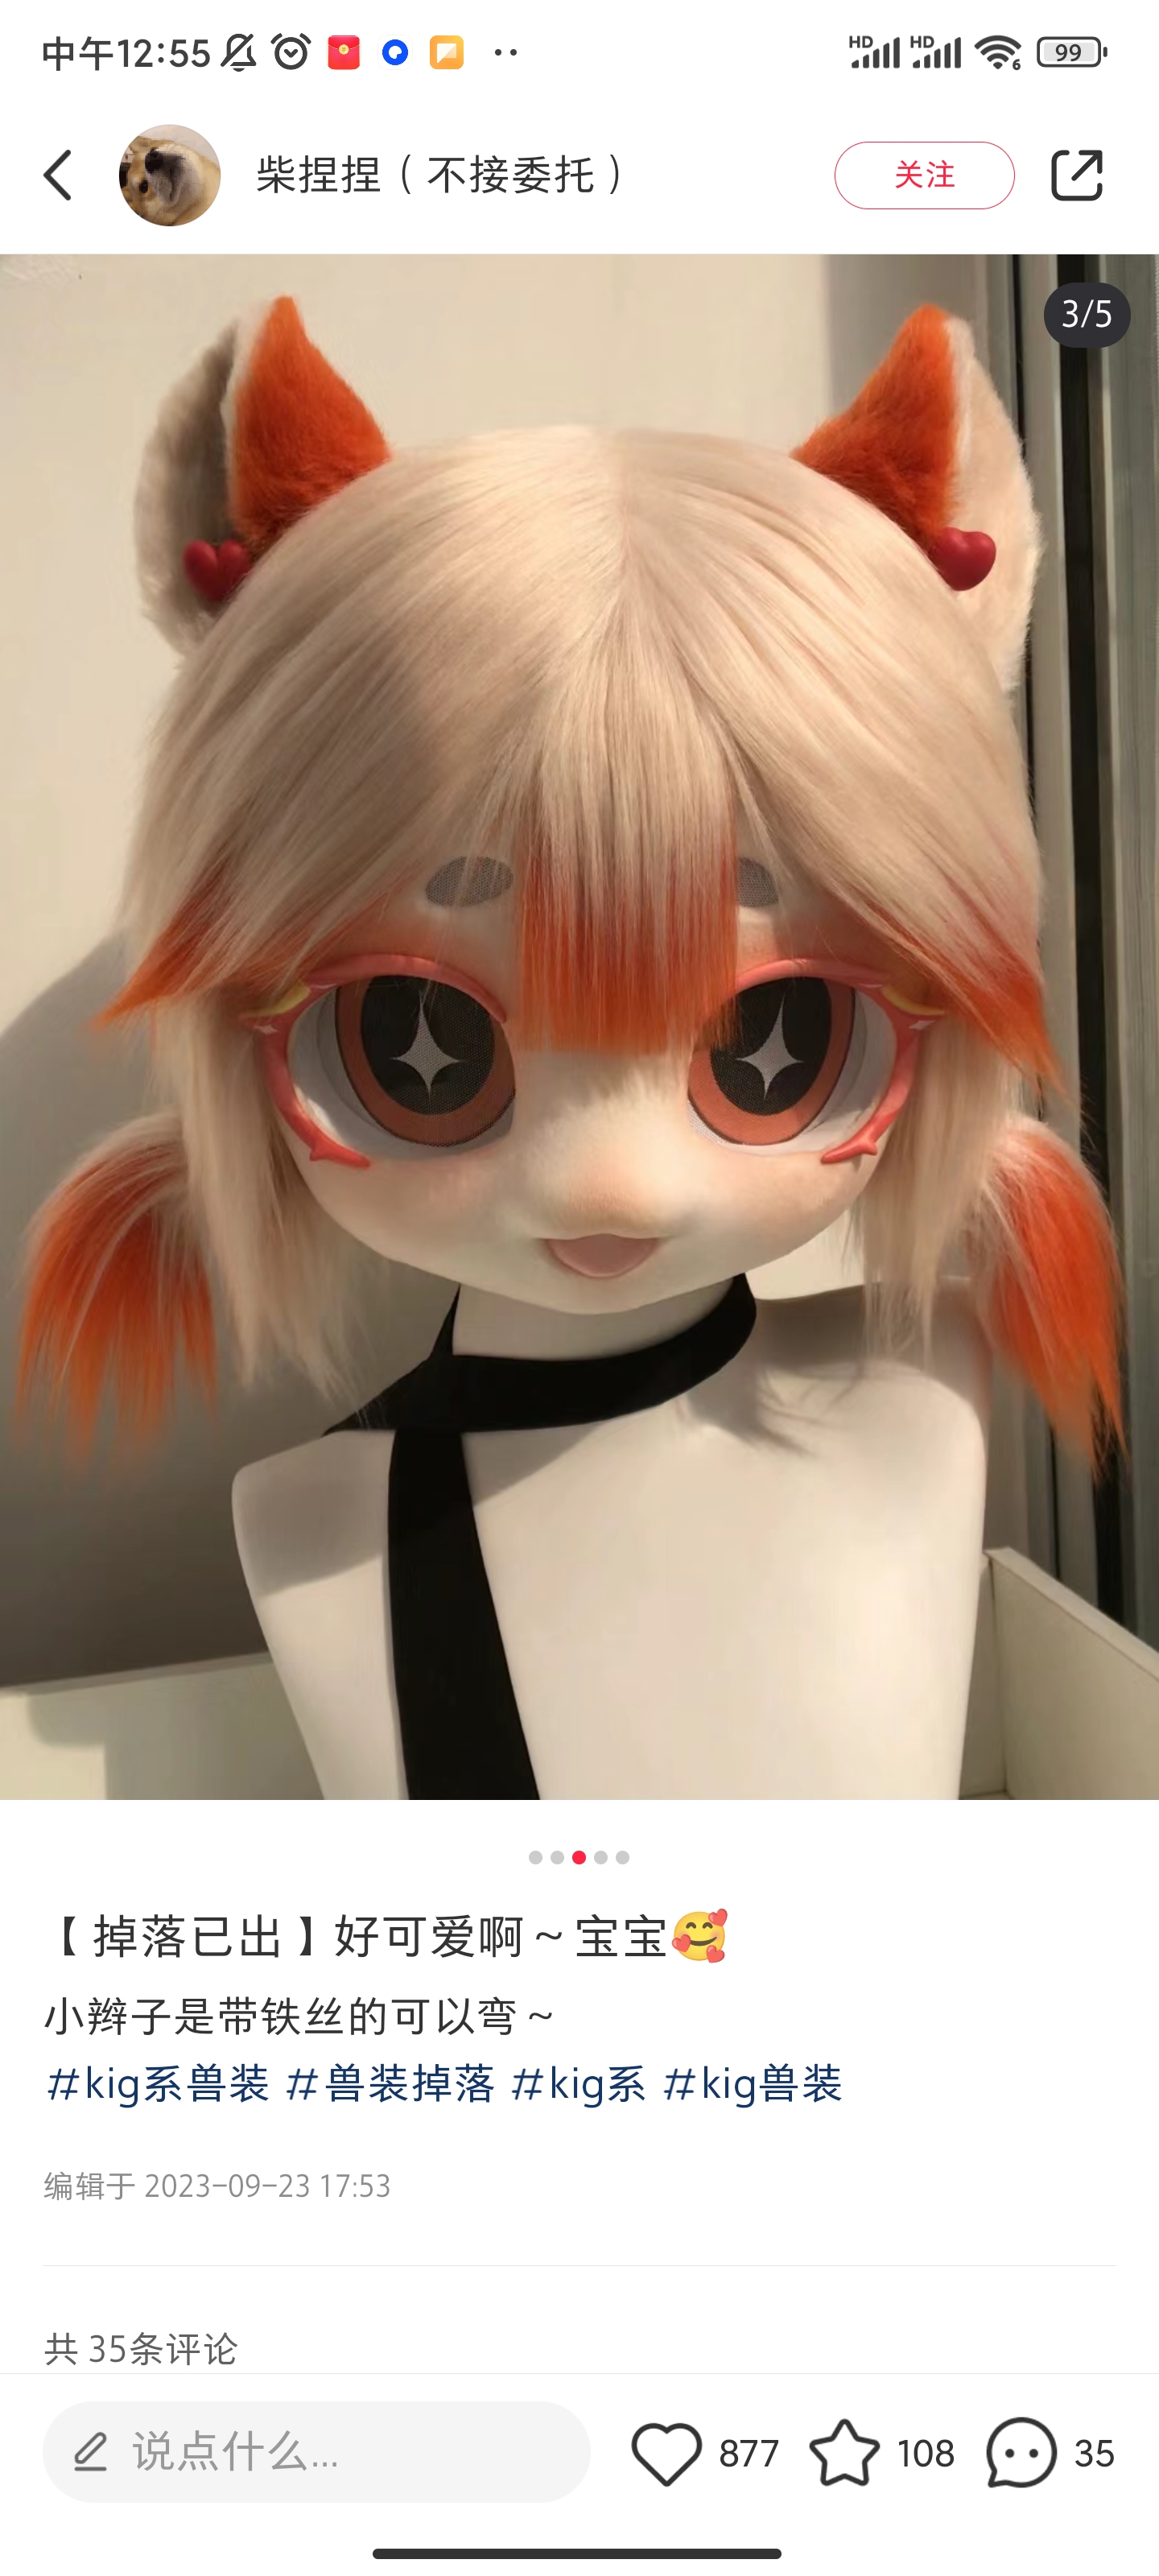 中午12:55
HD HD 6 99
柴捏捏（不接委托）
关注
3/5
【掉落已出】好可爱啊～宝宝🥰
小辫子是带铁丝的可以弯～
#kig系兽装 #兽装掉落 #kig系 #kig兽装
编辑于 2023-09-23 17:53
共 35条评论
说点什么...
877
108
35